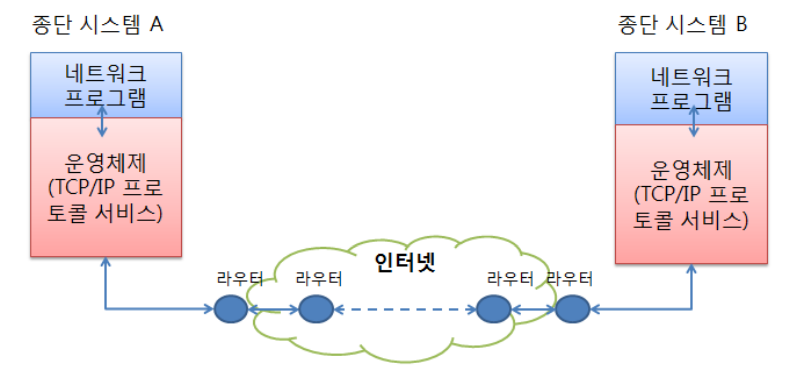 종단 시스템 A
종단 시스템 B
네트워크
프로그램
운영체제
(TCP/IP 프로
토콜 서비스)
네트워크
프로그램
운영체제
(TCP/IP 프로
토콜 서비스)
인터넷
라우터
라우터
라우터
라우터